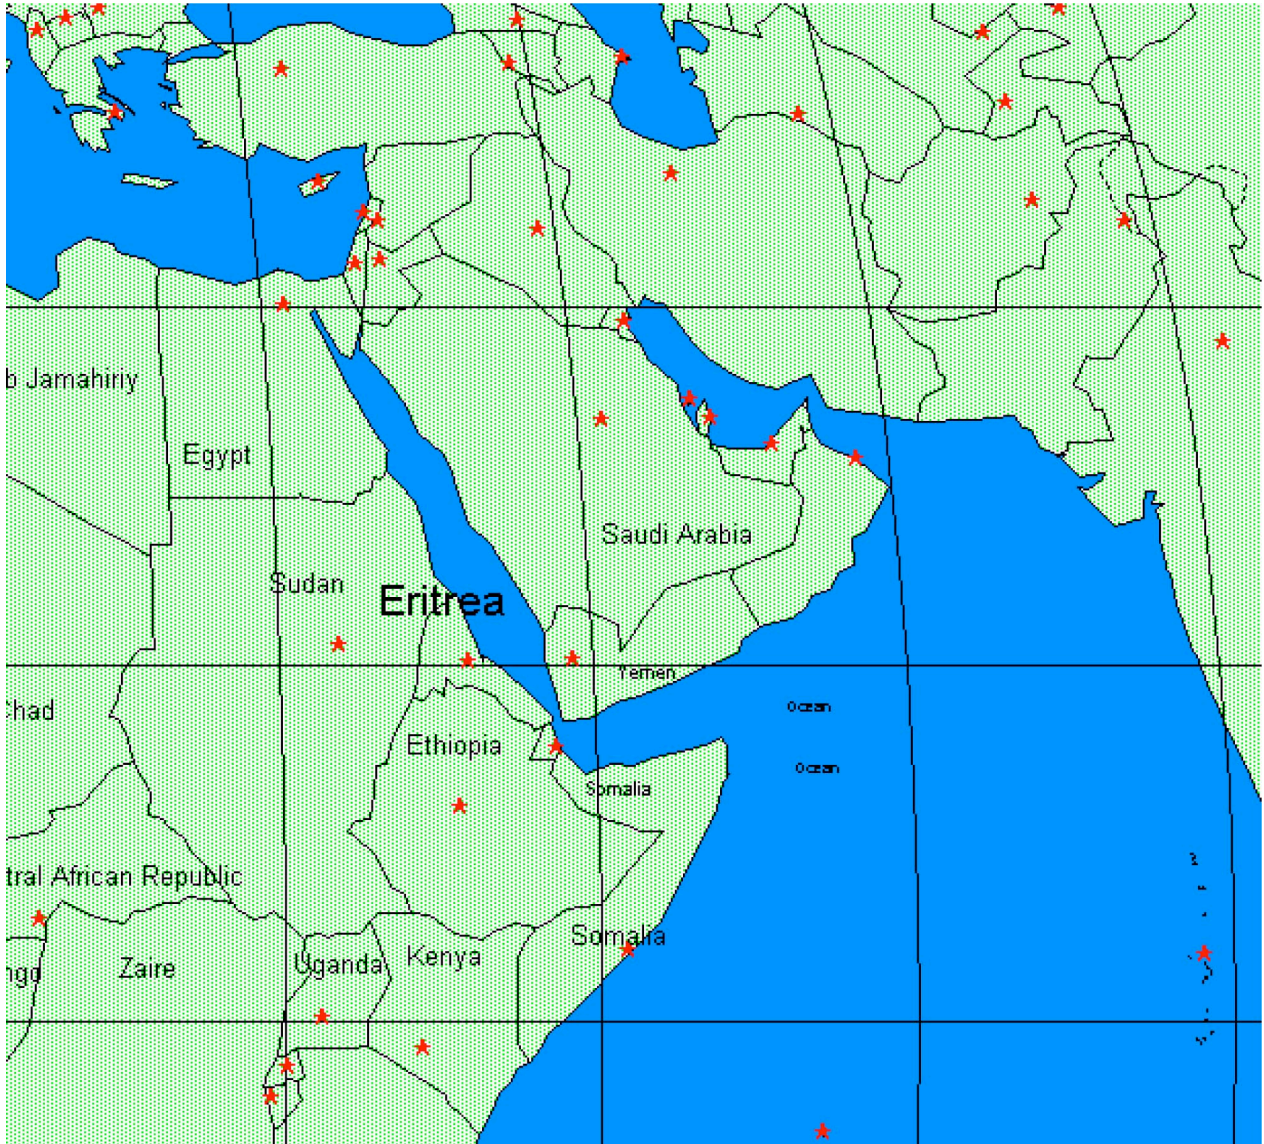 b Jamahiriy
Egypt
Saudi Arabia
Sudan
Eritrea
Yemen
Ocean
Chad
Ethiopia
Ocean
Somalia
tral African Republic
Somalia
Kenya
Uganda
Zaire
ngo